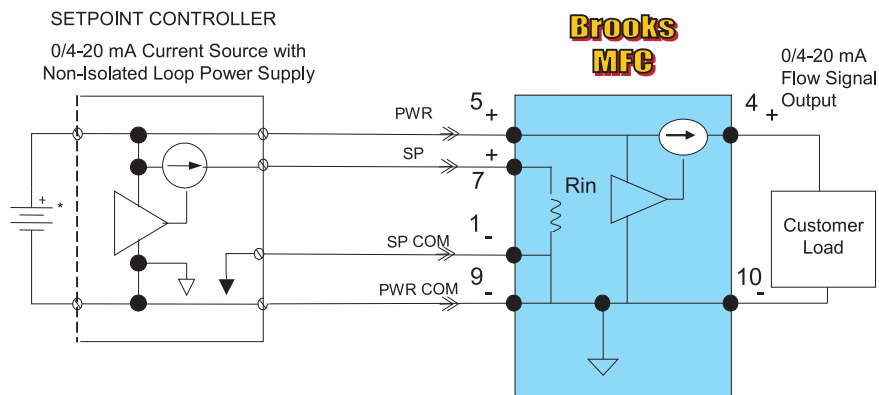 SETPOINT CONTROLLER
0/4-20 mA Current Source with
Non-Isolated Loop Power Supply
Brooks
MFC
0/4-20 mA
Flow Signal
Output
PWR
5
+
4
+
SP
+
7
Rin
+
*
1
-
SP COM
Customer
Load
PWR COM
9
-
10
-